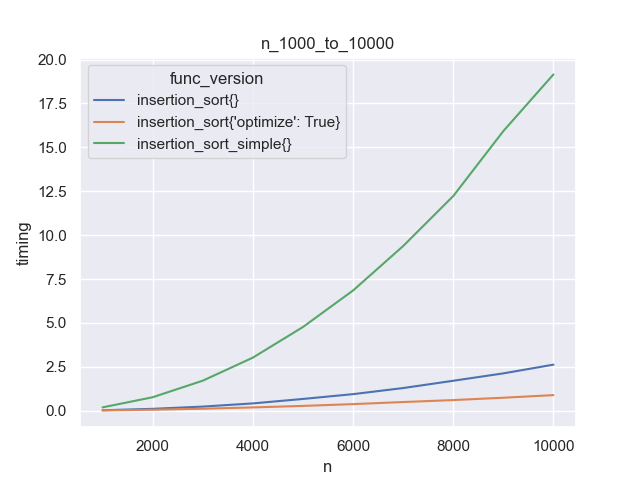 n_1000_to_10000
func_version
insertion_sort{}
insertion_sort{'optimize': True}
insertion_sort_simple{}
20.0
17.5
15.0
12.5
10.0
7.5
5.0
2.5
0.0
timing
2000 4000 6000 8000 10000
n